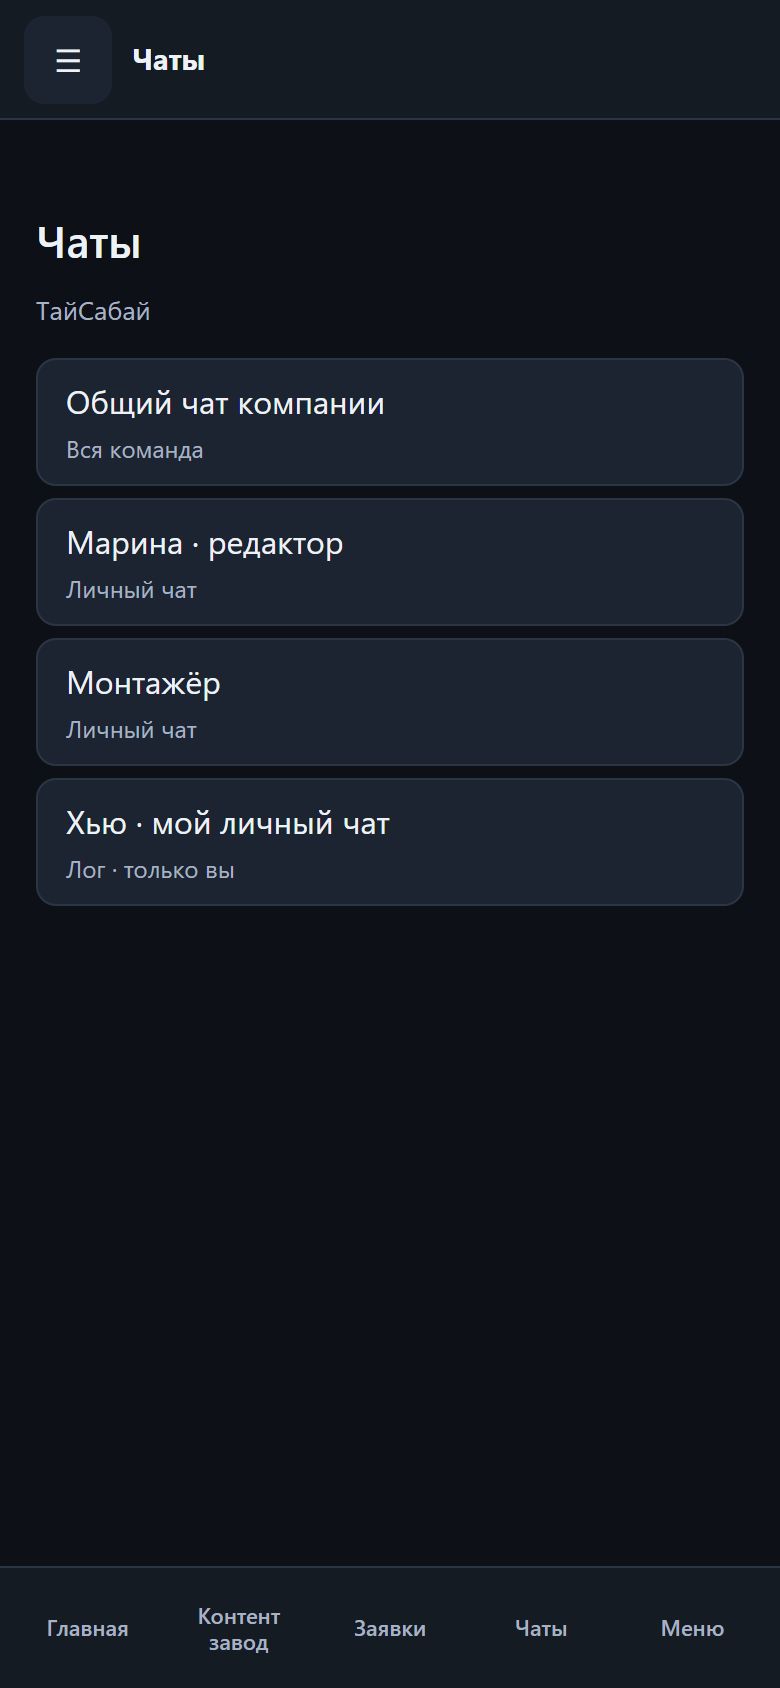 ☰ Чаты
Чаты
ТайСабай
Общий чат компании
Вся команда
Марина · редактор
Личный чат
Монтажёр
Личный чат
Хью · мой личный чат
Лог · только вы
Главная
Контент
завод
Заявки
Чаты
Меню